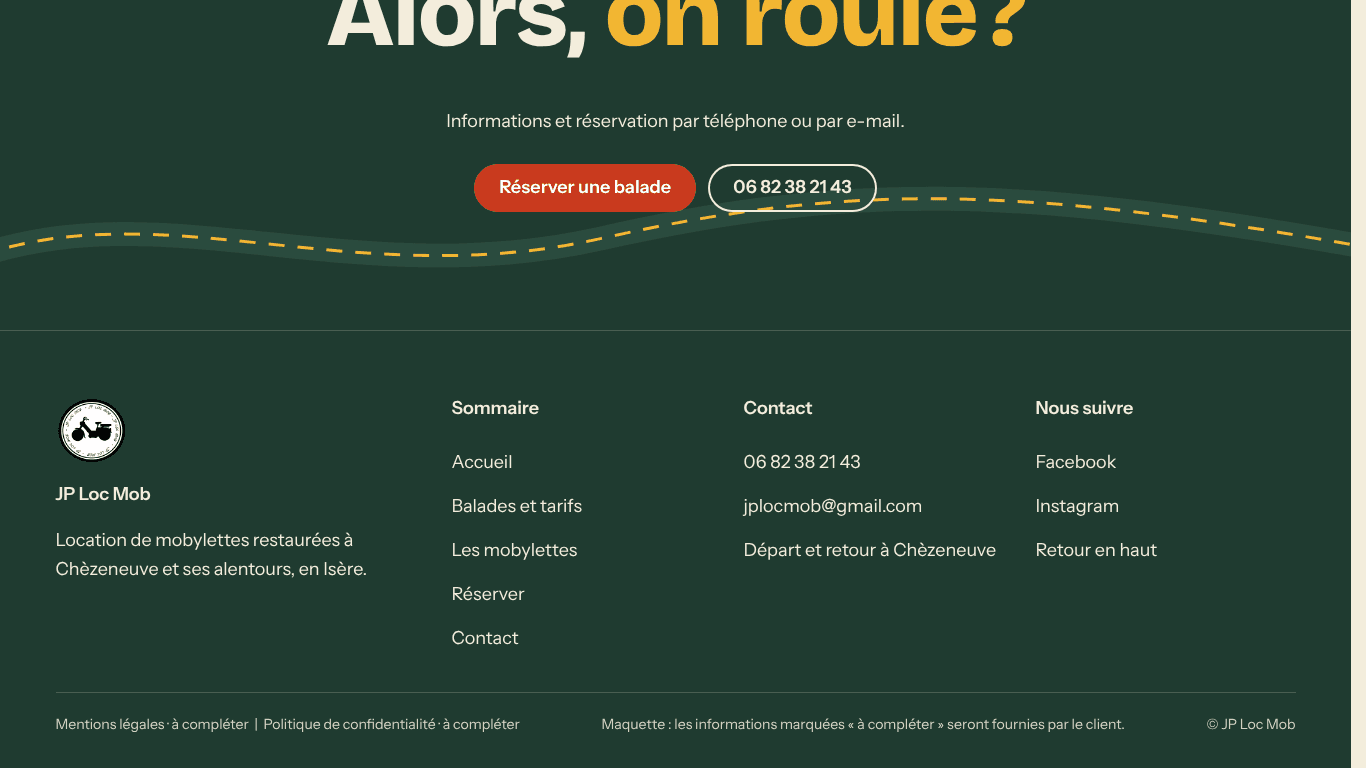 Alors, on roule ?
Informations et réservation par téléphone ou par e-mail.
Réserver une balade
06 82 38 21 43
JP Loc Mob
Location de mobylettes restaurées à
Chèzeneuve et ses alentours, en Isère.
Sommaire
Accueil
Balades et tarifs
Les mobylettes
Réserver
Contact
Contact
06 82 38 21 43
jplocmob@gmail.com
Départ et retour à Chèzeneuve
Nous suivre
Facebook
Instagram
Retour en haut
Mentions légales · à compléter | Politique de confidentialité · à compléter
Maquette : les informations marquées « à compléter » seront fournies par le client.
© JP Loc Mob